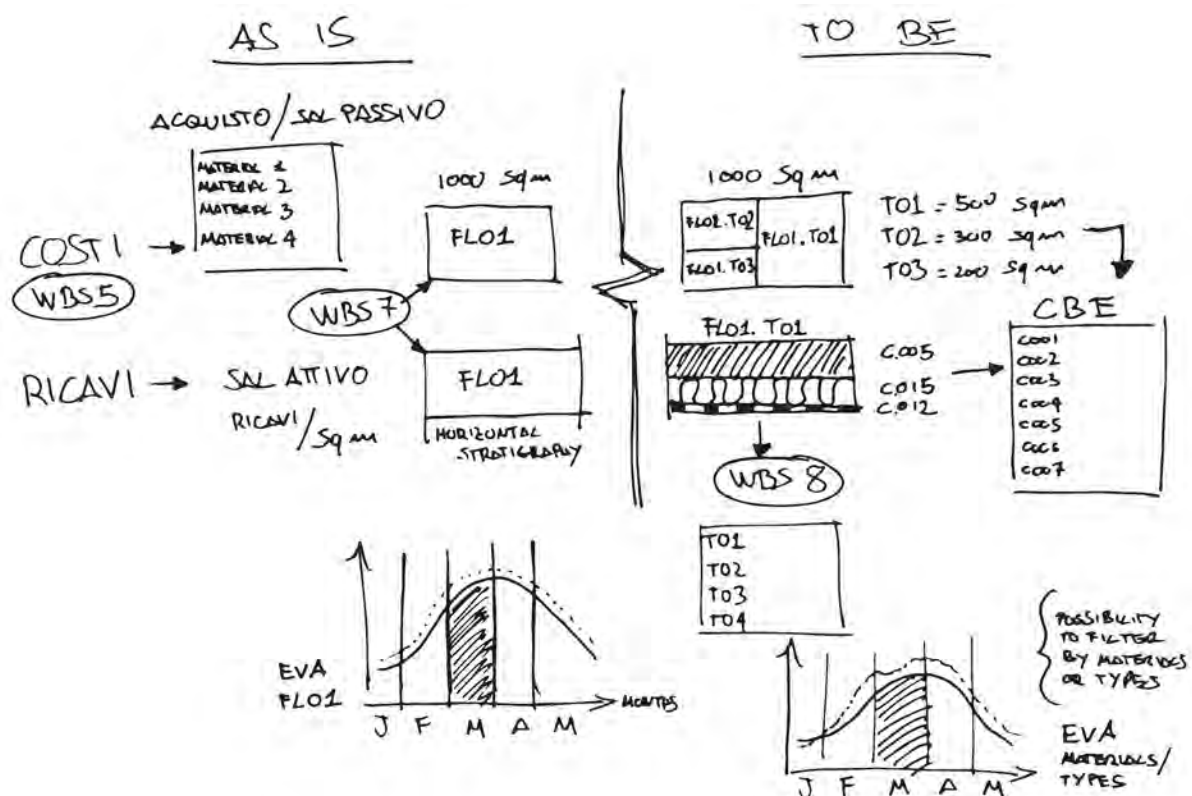 AS IS
ACQUISTO/SAL PASSIVO
MATERIAL 1
MATERIAL 2
MATERIAL 3
MATERIAL 4
COSTI
WBS5
1000 Sqm
FL01
WBS7
RICAVI
SAL ATTIVO
RICAVI/Sqm
FL01
HORIZONTAL
STRATIGRAPHY
EVA
FL01
MONTHS
J F M A M
TO BE
1000 Sqm
FL01.T02
FL01.T01
FL01.T03
T01 = 500 sqm
T02 = 300 sqm
T03 = 200 sqm
FL01.T01
C005
C015
C012
CBE
C001
C002
C003
C004
C005
C006
C007
WBS 8
T01
T02
T03
T04
POSSIBILITY
TO FILTER
BY MATERIALS
OR TYPES
EVA
MATERIALS/
TYPES
J F M A M